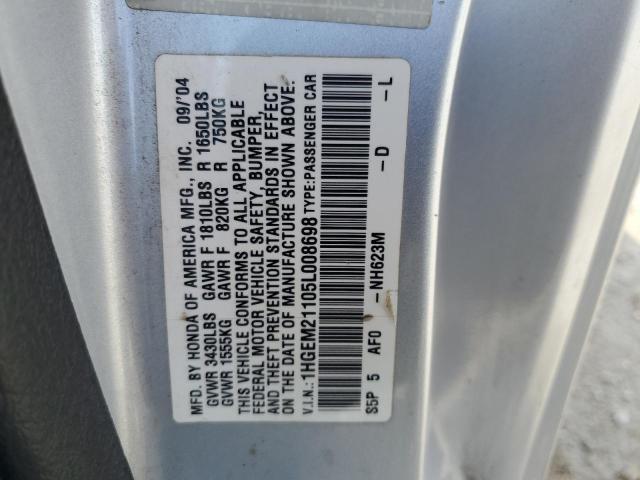 MFD. BY HONDA OF AMERICA MFG., INC. 09/'04
GVWR 3430LBS GAWR F 1810LBS R 1650LBS
GVWR 1555KG GAWR F 820KG R 750KG
THIS VEHICLE CONFORMS TO ALL APPLICABLE
FEDERAL MOTOR VEHICLE SAFETY, BUMPER,
AND THEFT PREVENTION STANDARDS IN EFFECT
ON THE DATE OF MANUFACTURE SHOWN ABOVE.
V.I.N.: 1HGEM21105L008698 TYPE: PASSENGER CAR
S5P 5 AF0 -NH623M -D -L